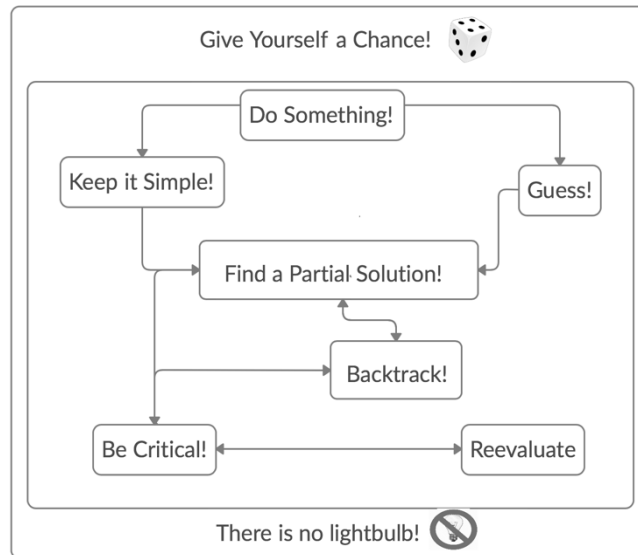 Give Yourself a Chance!
Do Something!
Keep it Simple!
Guess!
Find a Partial Solution!
Backtrack!
Be Critical!
Reevaluate
There is no lightbulb!